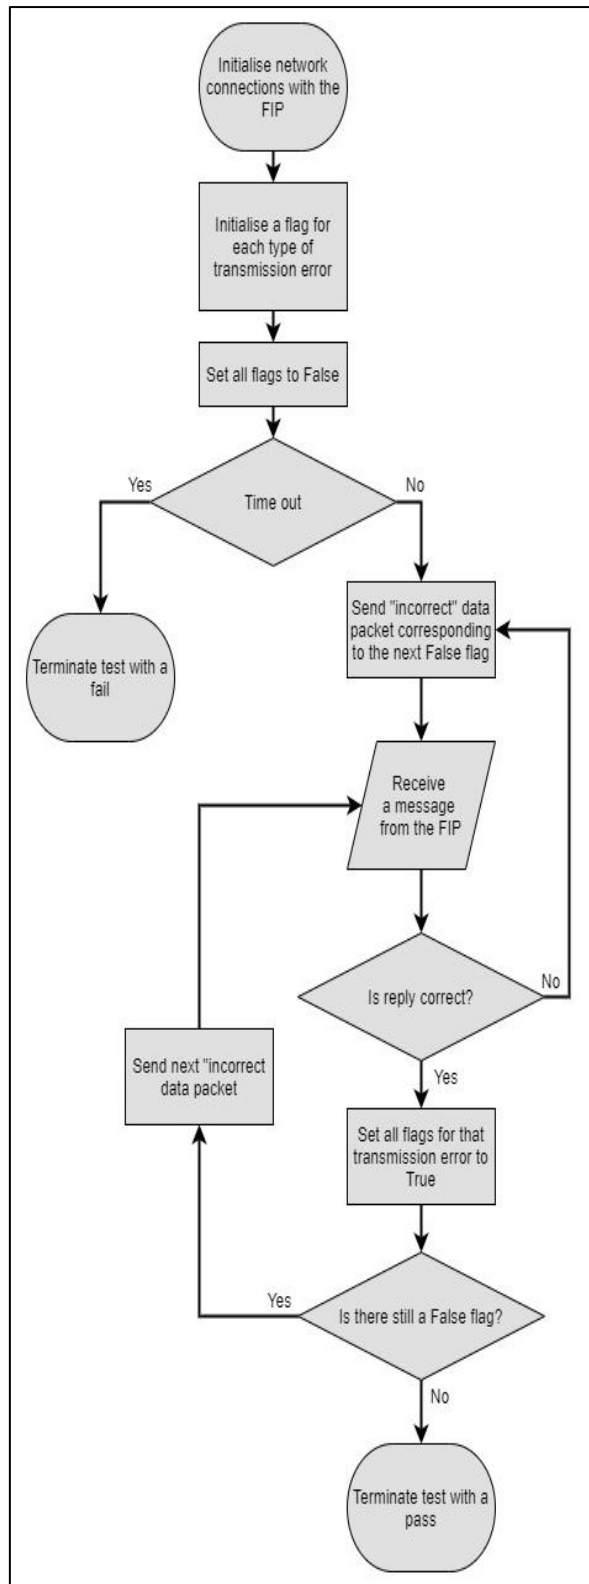 Initialise network
connections with the
FIP
Initialise a flag for
each type of
transmission error
Set all flags to False
Time out
Yes
No
Terminate test with a
fail
Send "incorrect" data
packet corresponding
to the next False flag
Receive
a message
from the FIP
Is reply correct?
No
Yes
Send next "incorrect
data packet
Set all flags for that
transmission error to
True
Is there still a False flag?
Yes
No
Terminate test with a
pass